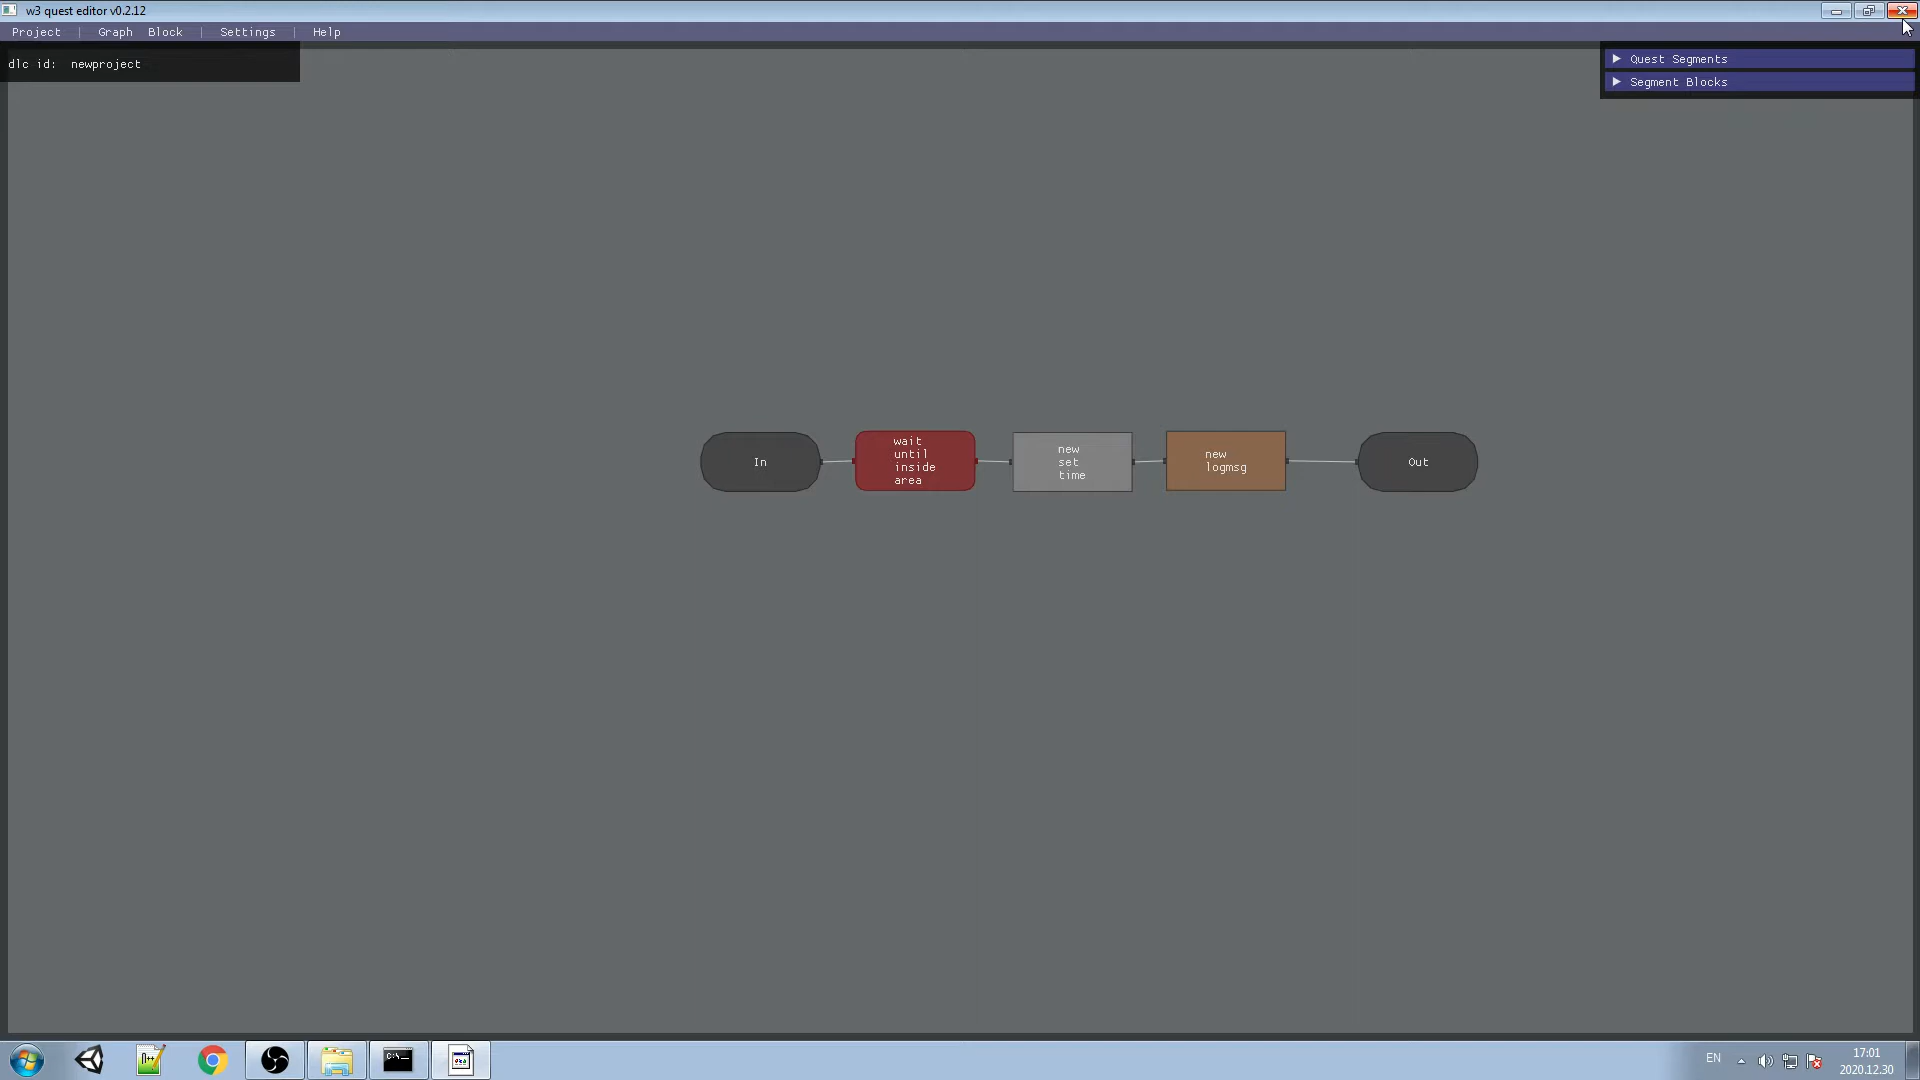 w3 quest editor v0.2.12
Project | Graph Block | Settings | Help
dlc id: newproject
Quest Segments
Segment Blocks
In
wait
until
inside
area
new
set
time
new
logmsg
Out
EN
17:01
2020.12.30